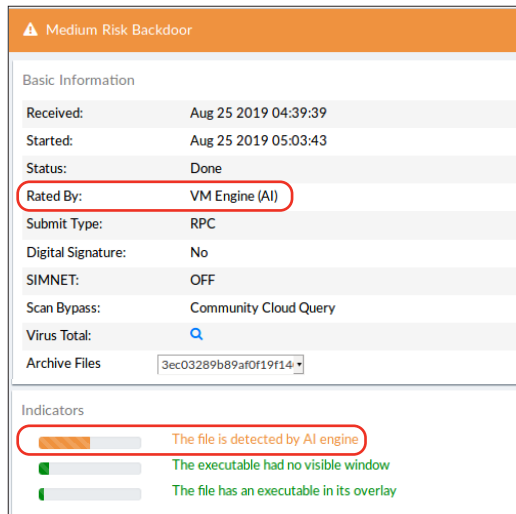 Medium Risk Backdoor
Basic Information
Received: Aug 25 2019 04:39:39
Started: Aug 25 2019 05:03:43
Status: Done
Rated By: VM Engine (AI)
Submit Type: RPC
Digital Signature: No
SIMNET: OFF
Scan Bypass: Community Cloud Query
Virus Total:
Archive Files 3ec03289b89af0f19f14
Indicators
The file is detected by AI engine
The executable had no visible window
The file has an executable in its overlay